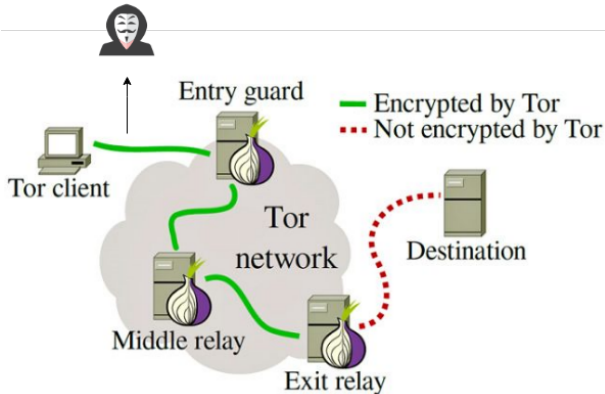 Entry guard
Encrypted by Tor
Not encrypted by Tor
Tor client
Tor
network
Destination
Middle relay
Exit relay